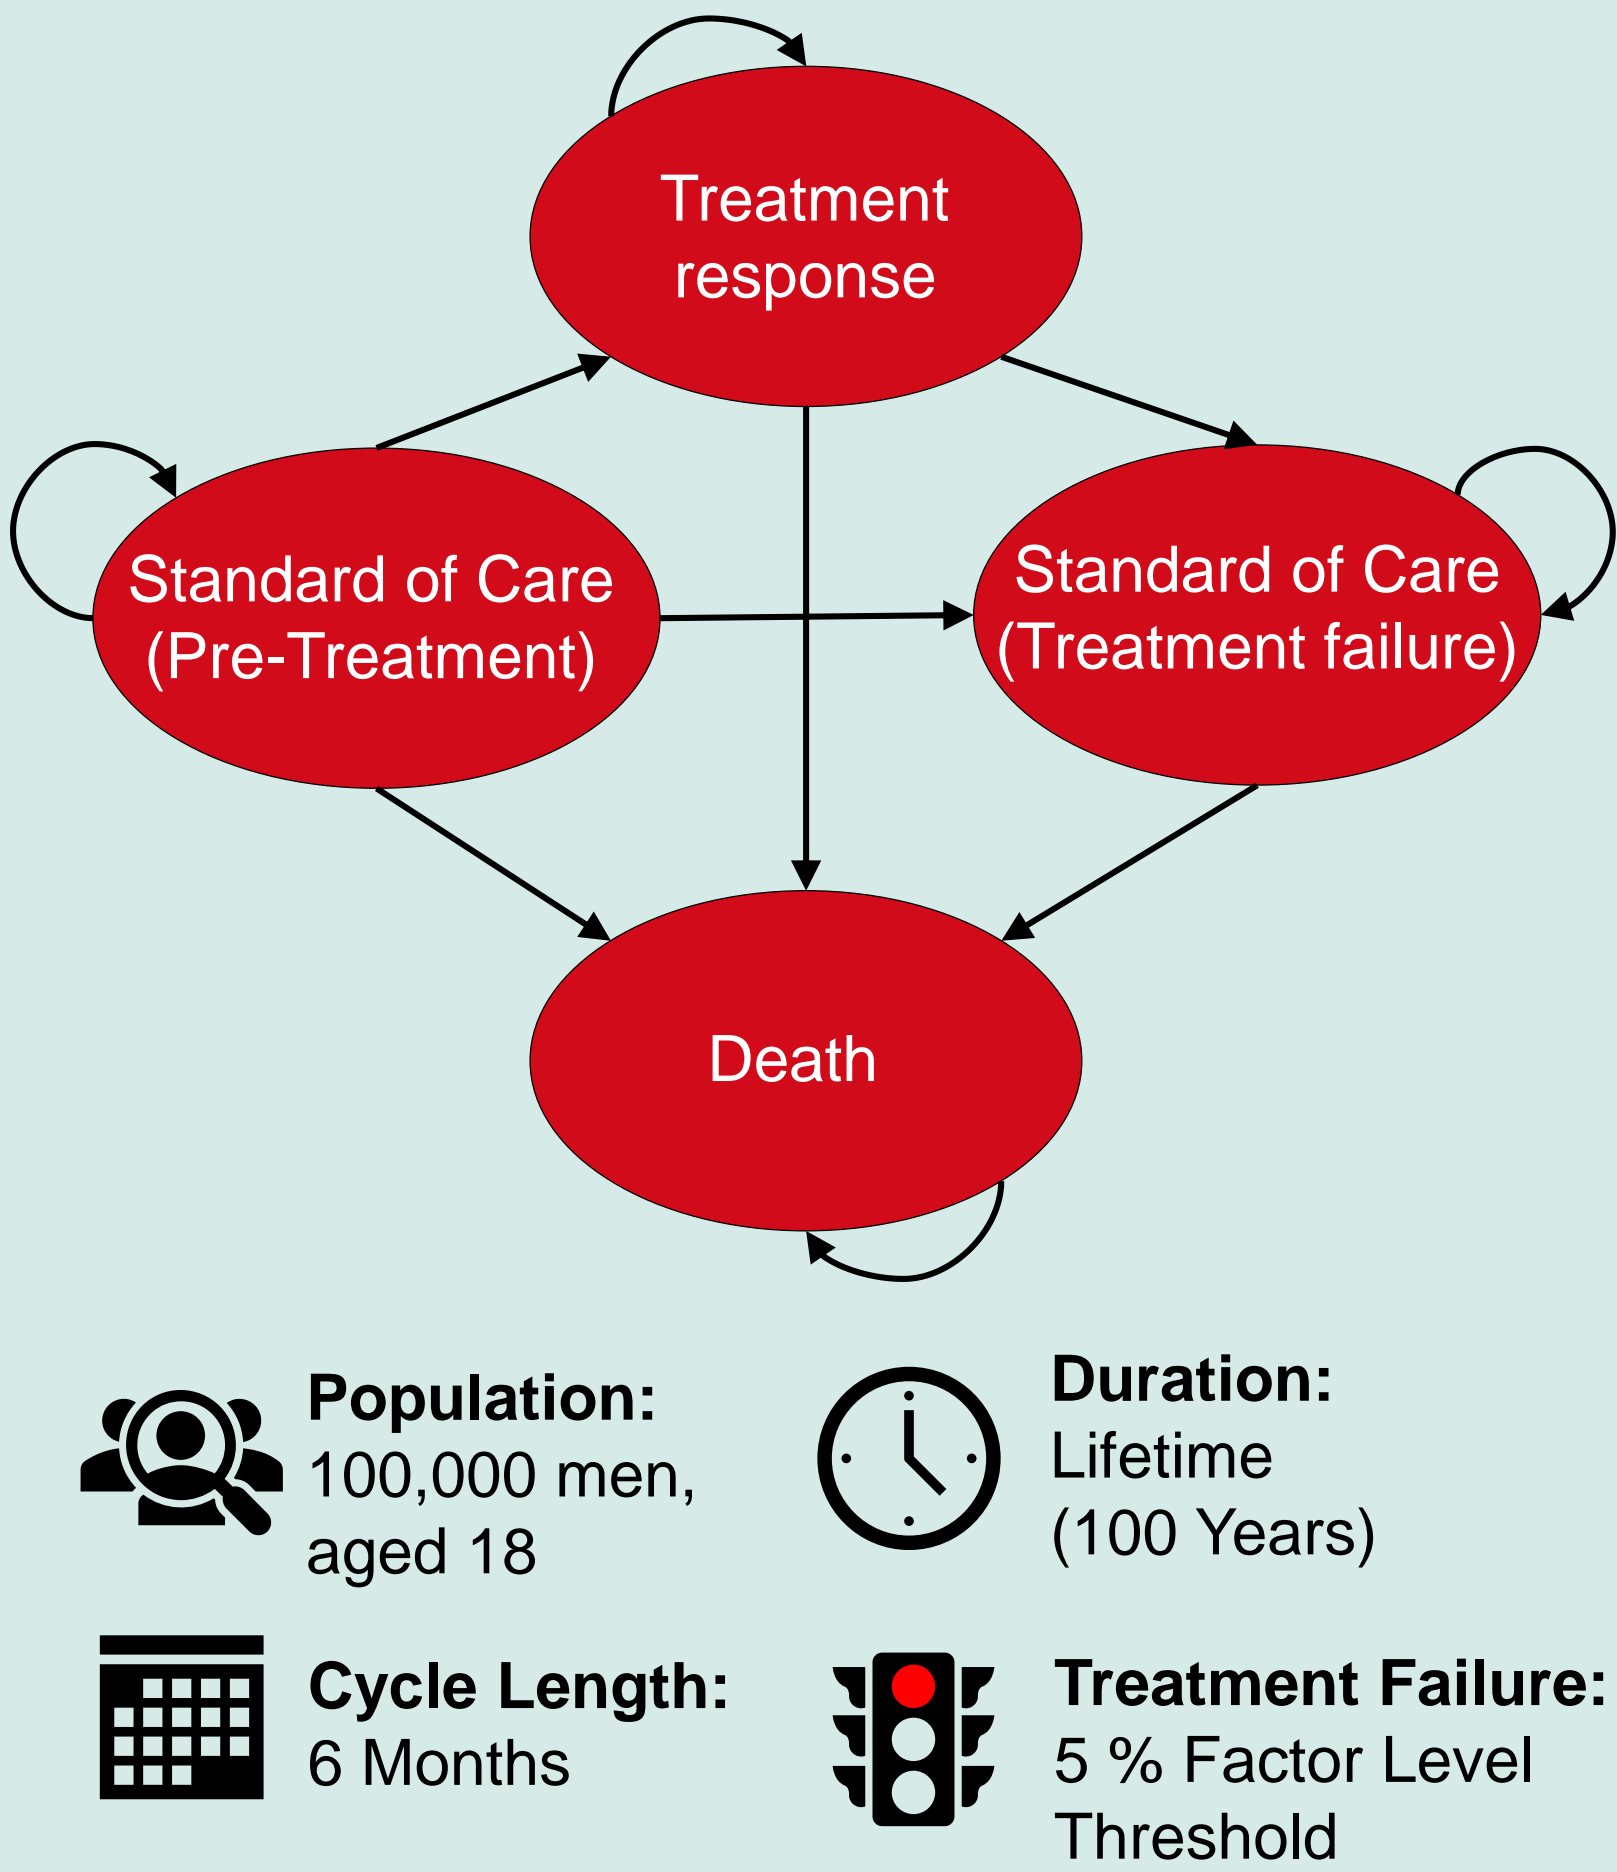 Treatment
response
Standard of Care
(Pre-Treatment)
Standard of Care
(Treatment failure)
Death
Population:
100,000 men,
aged 18
Duration:
Lifetime
(100 Years)
Cycle Length:
6 Months
Treatment Failure:
5 % Factor Level
Threshold